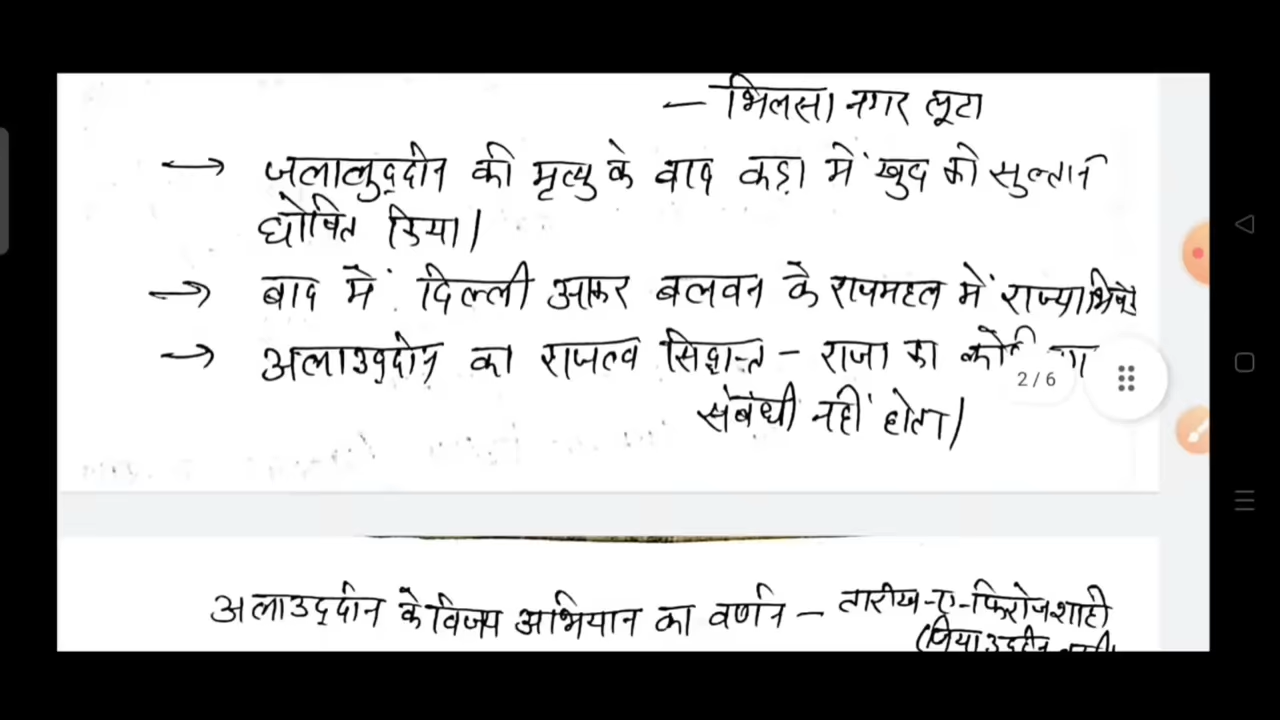 — भिलसा नगर लूटा
→ जलालुद्दीन की मृत्यु के बाद कड़ा में खुद को सुल्तान
घोषित किया।
→ बाद में दिल्ली आकर बलवन के राजमहल में
→ अलाउद्दीन का राजत्व सिद्धान्त – राजा का
2/6
संबंधी नहीं होता।
अलाउद्दीन के विजय अभियान का वर्णन – तारीख-ए-फिरोजशाही